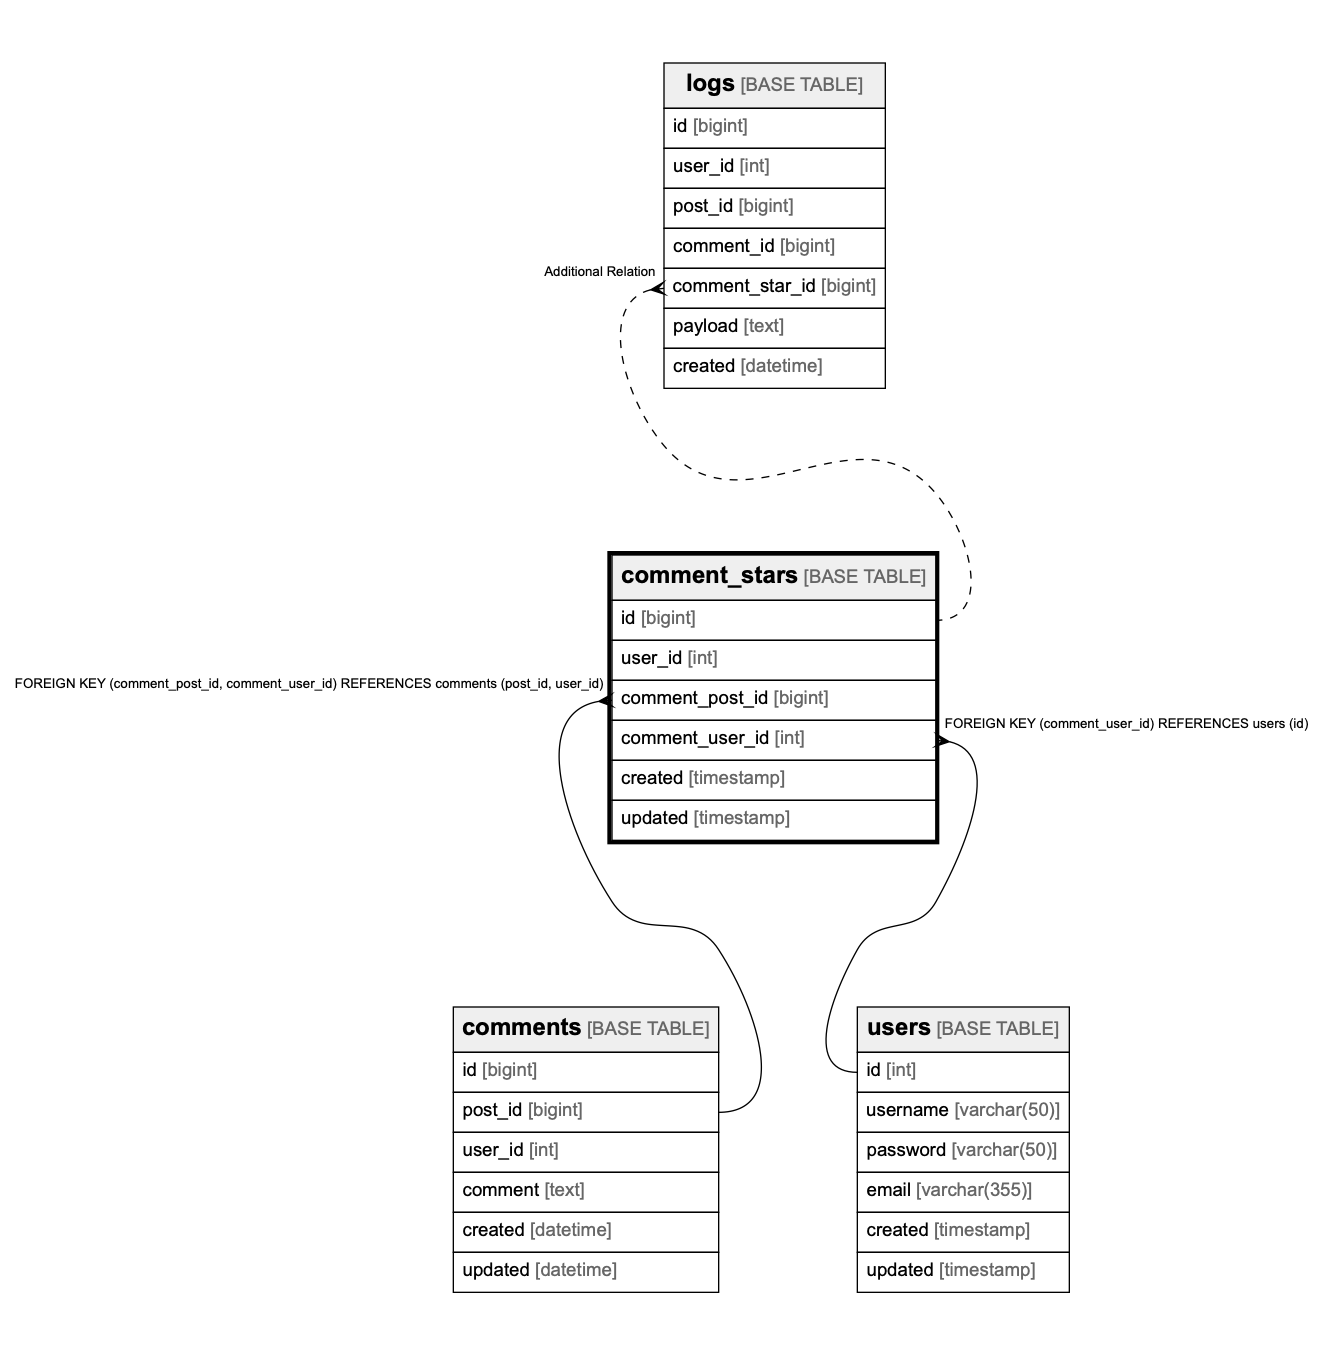 logs [BASE TABLE]
id [bigint]
user_id [int]
post_id [bigint]
comment_id [bigint]
Additional Relation
comment_star_id [bigint]
payload [text]
created [datetime]
comment_stars [BASE TABLE]
id [bigint]
user_id [int]
FOREIGN KEY (comment_post_id, comment_user_id) REFERENCES comments (post_id, user_id)
comment_post_id [bigint]
FOREIGN KEY (comment_user_id) REFERENCES users (id)
comment_user_id [int]
created [timestamp]
updated [timestamp]
comments [BASE TABLE]
id [bigint]
post_id [bigint]
user_id [int]
comment [text]
created [datetime]
updated [datetime]
users [BASE TABLE]
id [int]
username [varchar(50)]
password [varchar(50)]
email [varchar(355)]
created [timestamp]
updated [timestamp]